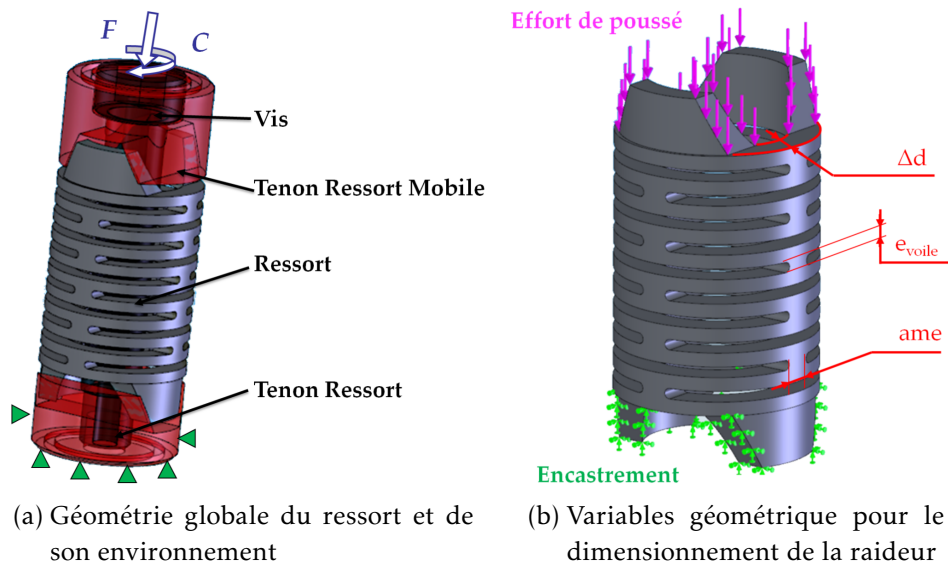 F
C
Vis
Tenon Ressort Mobile
Ressort
Tenon Ressort
Effort de poussé
Δd
e_voile
ame
Encastrement
(a) Géométrie globale du ressort et de
son environnement
(b) Variables géométrique pour le
dimensionnement de la raideur